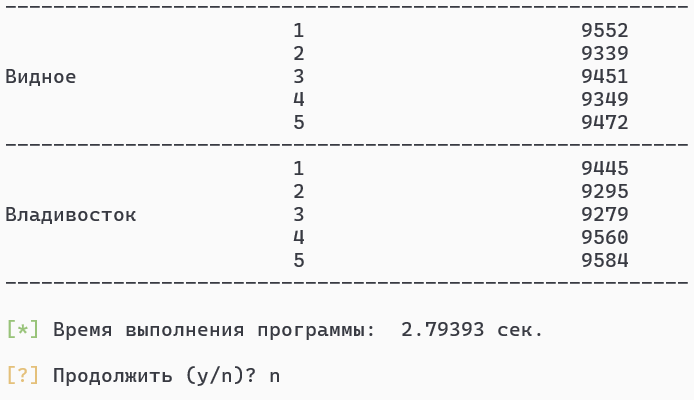 1 9552
2 9339
Видное 3 9451
4 9349
5 9472
1 9445
2 9295
Владивосток 3 9279
4 9560
5 9584
[*] Время выполнения программы: 2.79393 сек.
[?] Продолжить (y/n)? n